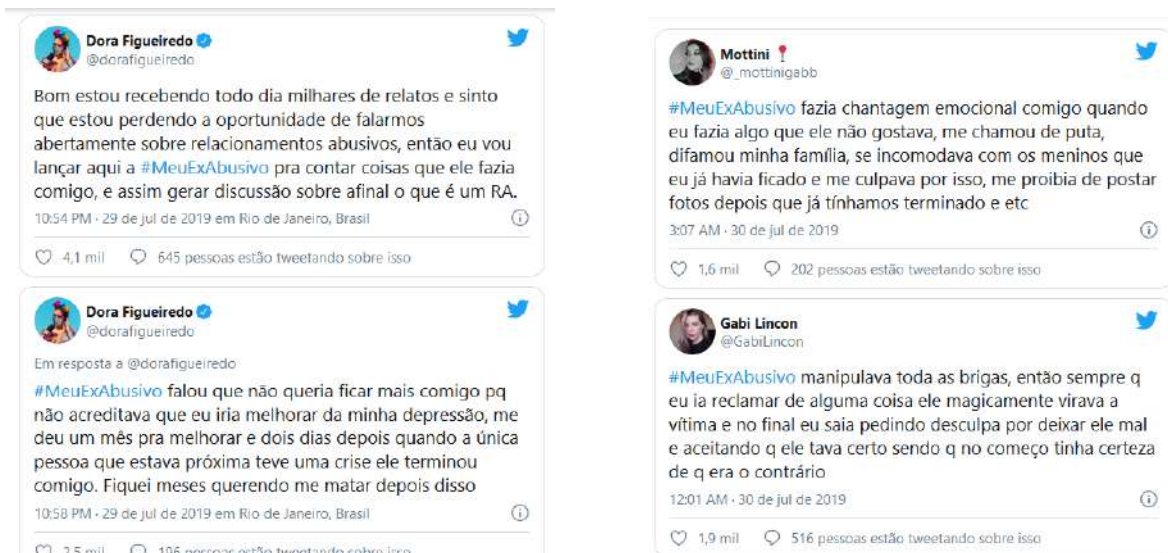 Dora Figueiredo
@dorafigueiredo
Bom estou recebendo todo dia milhares de relatos e sinto
que estou perdendo a oportunidade de falarmos
abertamente sobre relacionamentos abusivos, então eu vou
lançar aqui a #MeuExAbusivo pra contar coisas que ele fazia
comigo, e assim gerar discussão sobre afinal o que é um RA.
10:54 PM · 29 de jul de 2019 em Rio de Janeiro, Brasil
4,1 mil 645 pessoas estão tweetando sobre isso
Dora Figueiredo
@dorafigueiredo
Em resposta a @dorafigueiredo
#MeuExAbusivo falou que não queria ficar mais comigo pq
não acreditava que eu iria melhorar da minha depressão, me
deu um mês pra melhorar e dois dias depois quando a única
pessoa que estava próxima teve uma crise ele terminou
comigo. Fiquei meses querendo me matar depois disso
10:58 PM · 29 de jul de 2019 em Rio de Janeiro, Brasil
2,5 mil 196 pessoas estão tweetando sobre isso
Mottini
@_mottinigabb
#MeuExAbusivo fazia chantagem emocional comigo quando
eu fazia algo que ele não gostava, me chamou de puta,
difamou minha família, se incomodava com os meninos que
eu já havia ficado e me culpava por isso, me proibia de postar
fotos depois que já tínhamos terminado e etc
3:07 AM · 30 de jul de 2019
1,6 mil 202 pessoas estão tweetando sobre isso
Gabi Lincon
@GabiLincon
#MeuExAbusivo manipulava toda as brigas, então sempre q
eu ia reclamar de alguma coisa ele magicamente virava a
vítima e no final eu saia pedindo desculpa por deixar ele mal
e aceitando q ele tava certo sendo q no começo tinha certeza
de q era o contrário
12:01 AM · 30 de jul de 2019
1,9 mil 516 pessoas estão tweetando sobre isso